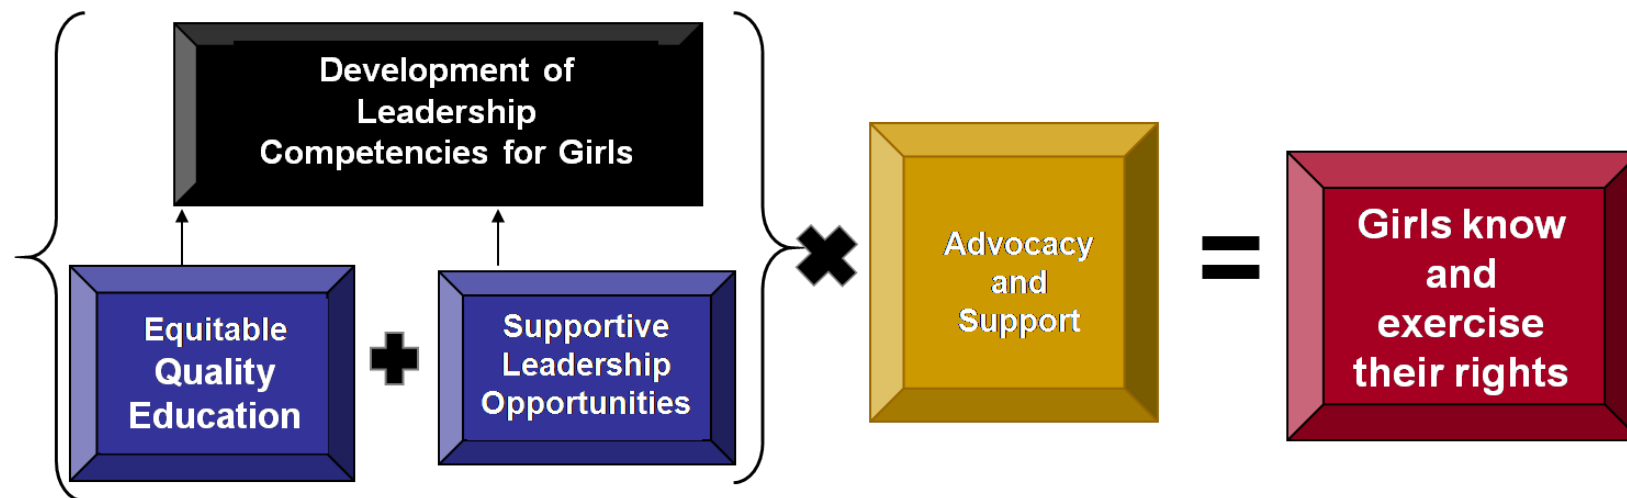 Development of
Leadership
Competencies for Girls
Equitable
Quality
Education
Supportive
Leadership
Opportunities
Advocacy
and
Support
Girls know
and
exercise
their rights